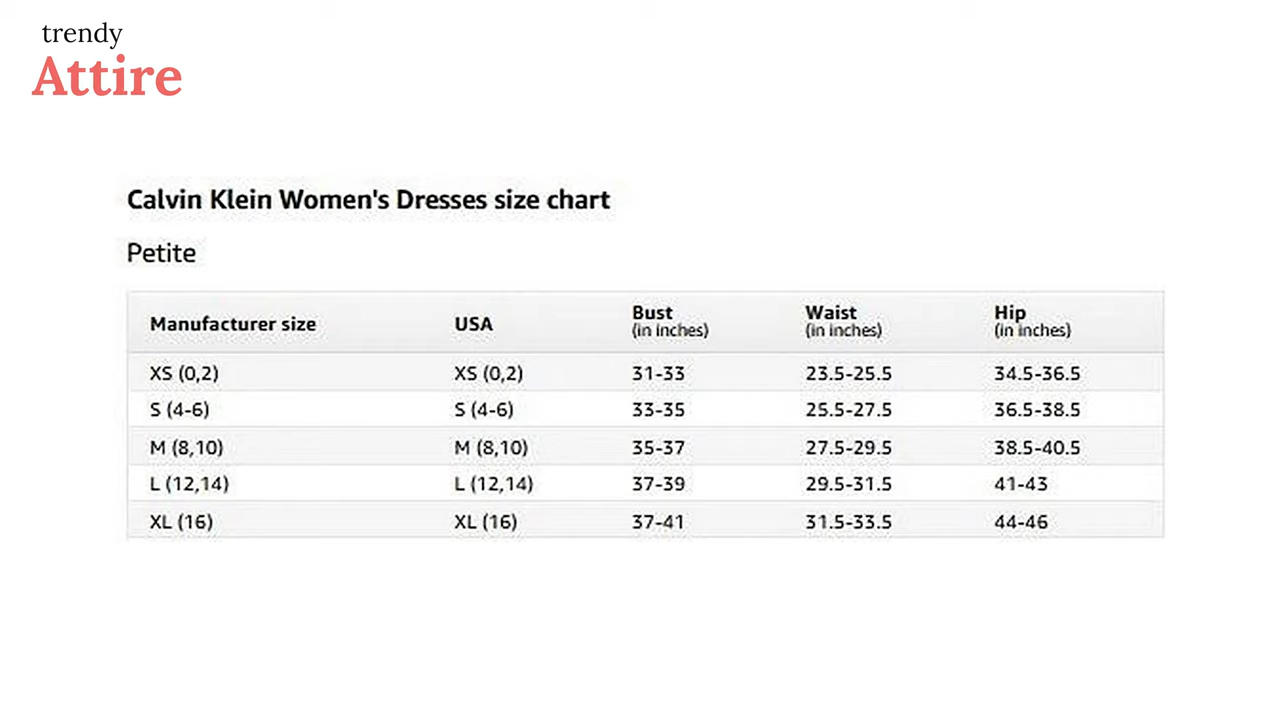 trendy
Attire
Calvin Klein Women's Dresses size chart
Petite
Manufacturer size USA Bust (in inches) Waist (in inches) Hip (in inches)
XS (0,2) XS (0,2) 31-33 23.5-25.5 34.5-36.5
S (4-6) S (4-6) 33-35 25.5-27.5 36.5-38.5
M (8,10) M (8,10) 35-37 27.5-29.5 38.5-40.5
L (12,14) L (12,14) 37-39 29.5-31.5 41-43
XL (16) XL (16) 37-41 31.5-33.5 44-46